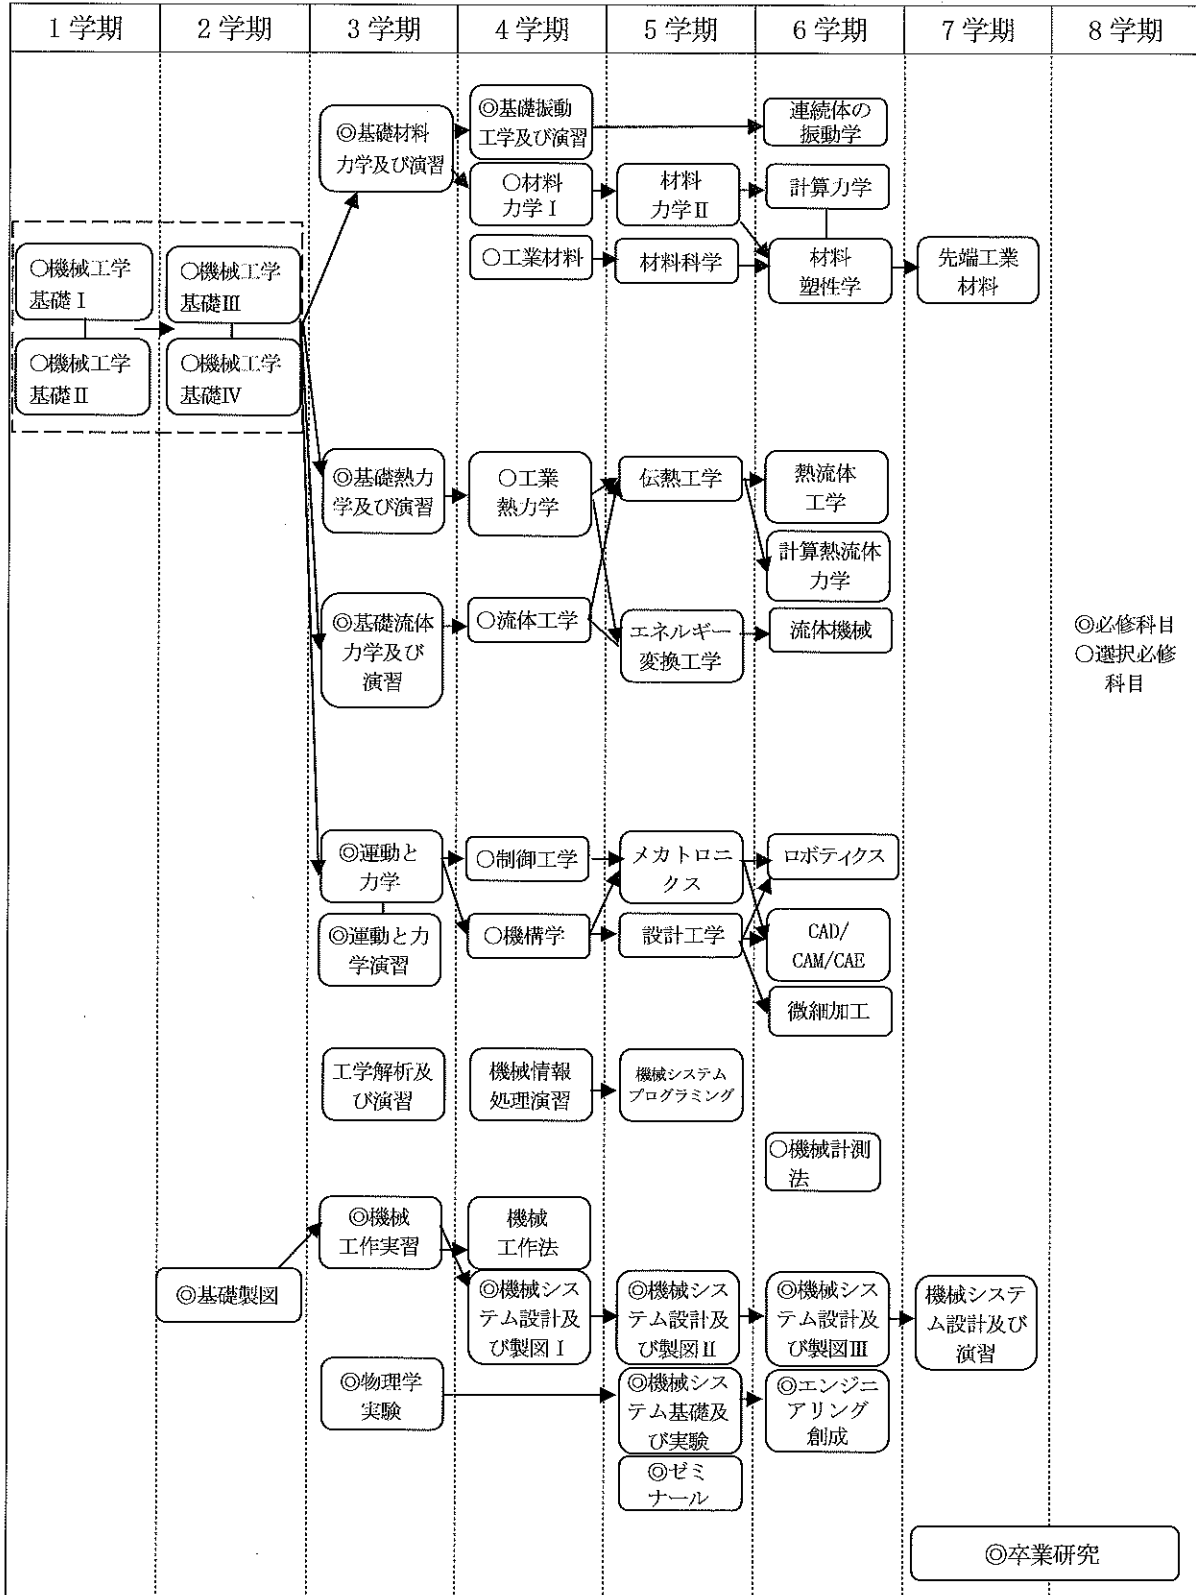 1学期
2学期
3学期
4学期
5学期
6学期
7学期
8学期
◎基礎材料
力学及び演習
◎基礎振動
工学及び演習
連続体の
振動学
○材料
力学Ⅰ
材料
力学Ⅱ
計算力学
○工業材料
材料科学
材料
塑性学
先端工業
材料
○機械工学
基礎Ⅰ
○機械工学
基礎Ⅲ
○機械工学
基礎Ⅱ
○機械工学
基礎Ⅳ
◎基礎熱力
学及び演習
○工業
熱力学
伝熱工学
熱流体
工学
計算熱流体
力学
◎基礎流体
力学及び
演習
○流体工学
エネルギー
変換工学
流体機械
◎必修科目
○選択必修
科目
◎運動と
力学
○制御工学
メカトロニ
クス
ロボティクス
◎運動と力
学演習
○機構学
設計工学
CAD/
CAM/CAE
微細加工
工学解析及
び演習
機械情報
処理演習
機械システム
プログラミング
○機械計測
法
◎機械
工作実習
機械
工作法
◎基礎製図
◎機械シス
テム設計及
び製図Ⅰ
◎機械シス
テム設計及
び製図Ⅱ
◎機械シス
テム設計及
び製図Ⅲ
機械システ
ム設計及び
演習
◎物理学
実験
◎機械シス
テム基礎及
び実験
◎エンジニ
アリング
創成
◎ゼミ
ナール
◎卒業研究